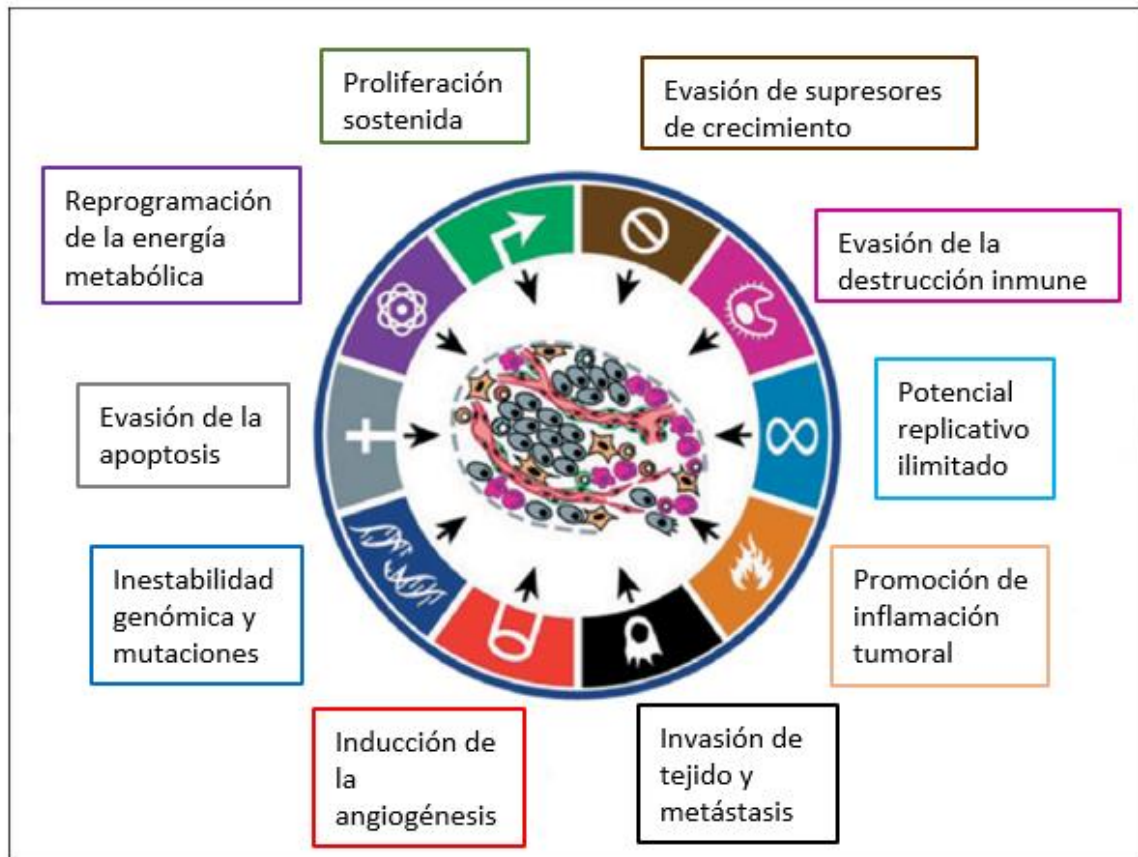 Proliferación
sostenida
Evasión de supresores
de crecimiento
Reprogramación
de la energía
metabólica
Evasión de la
destrucción inmune
Evasión de la
apoptosis
Potencial
replicativo
ilimitado
Inestabilidad
genómica y
mutaciones
Promoción de
inflamación
tumoral
Inducción de
la
angiogénesis
Invasión de
tejido y
metástasis